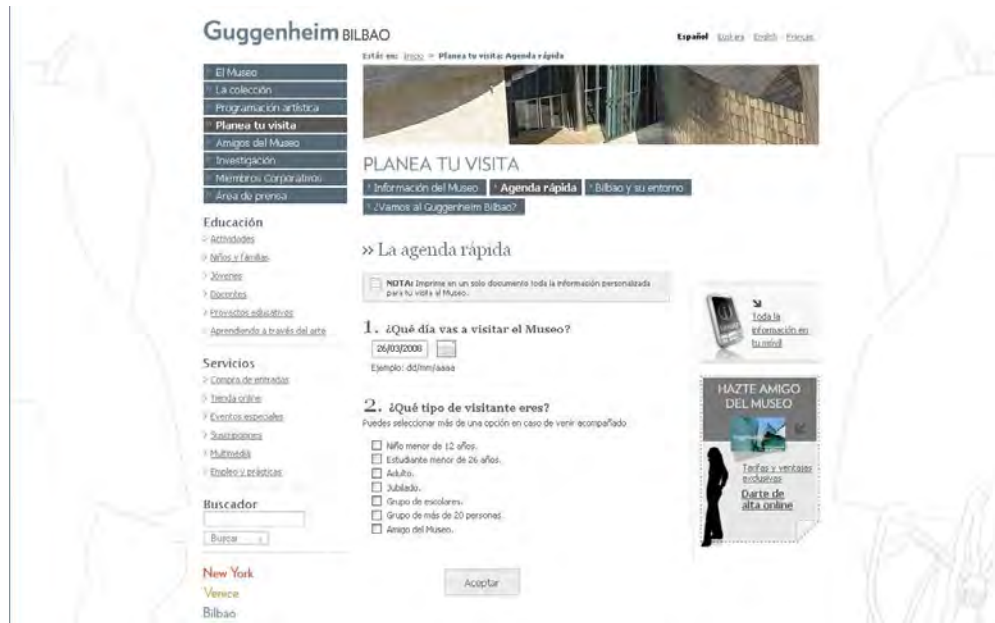 Guggenheim BILBAO
Español Euskara English Français
Estás en: Inicio » Planea tu visita: Agenda rápida
El Museo
La colección
Programación artística
Planea tu visita
Amigos del Museo
Investigación
Miembros Corporativos
Área de prensa
PLANEA TU VISITA
Información del Museo
Agenda rápida
Bilbao y su entorno
¿Vamos al Guggenheim Bilbao?
Educación
Actividades
Niños y familias
Jóvenes
Docentes
Proyectos educativos
Aprendiendo a través del arte
Servicios
Compra de entradas
Tienda online
Eventos especiales
Suscripciones
Multimedia
Empleo y prácticas
Buscador
Buscar
New York
Venice
Bilbao
» La agenda rápida
NOTA: Imprime en un solo documento toda la información personalizada
para tu visita al Museo.
1. ¿Qué día vas a visitar el Museo?
26/03/2008
Ejemplo: dd/mm/aaaa
2. ¿Qué tipo de visitante eres?
Puedes seleccionar más de una opción en caso de venir acompañado
Niño menor de 12 años.
Estudiante menor de 26 años.
Adulto.
Jubilado.
Grupo de escolares.
Grupo de más de 20 personas.
Amigo del Museo.
Aceptar
Toda la
información en
tu móvil
HAZTE AMIGO
DEL MUSEO
Tarifas y ventajas
exclusivas
Darte de
alta online